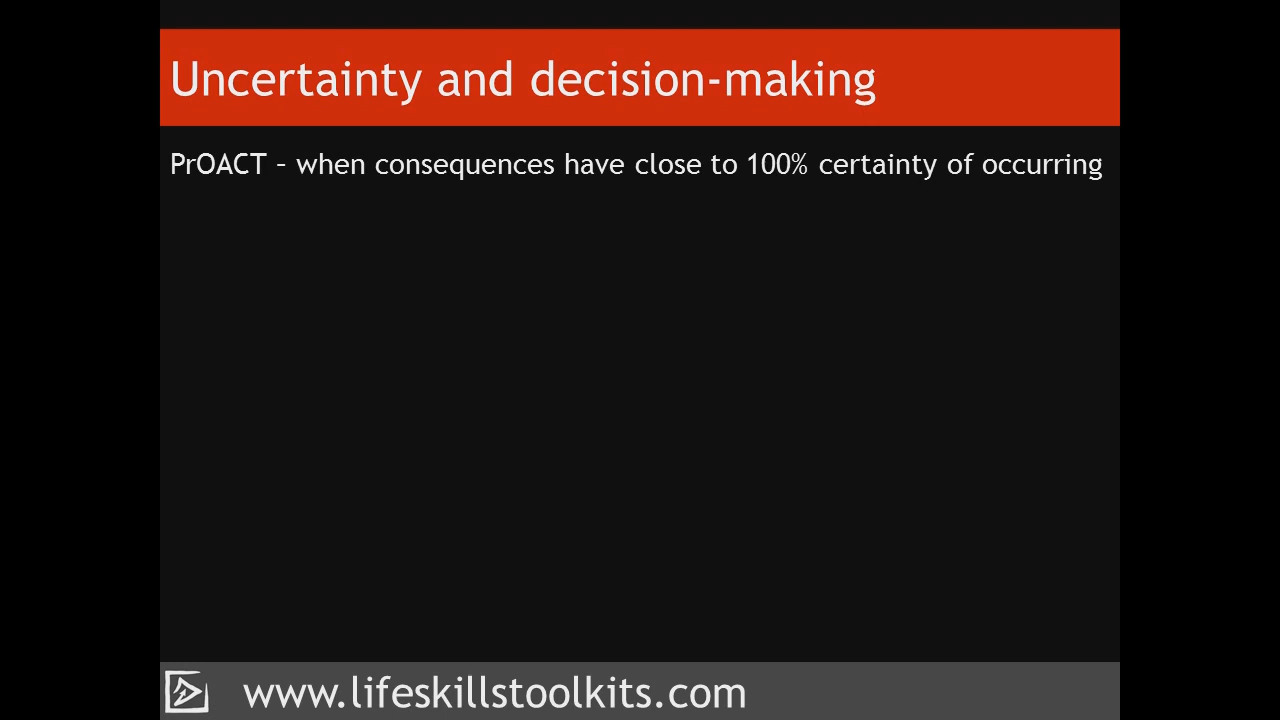 Uncertainty and decision-making
PrOACT – when consequences have close to 100% certainty of occurring
www.lifeskillstoolkits.com